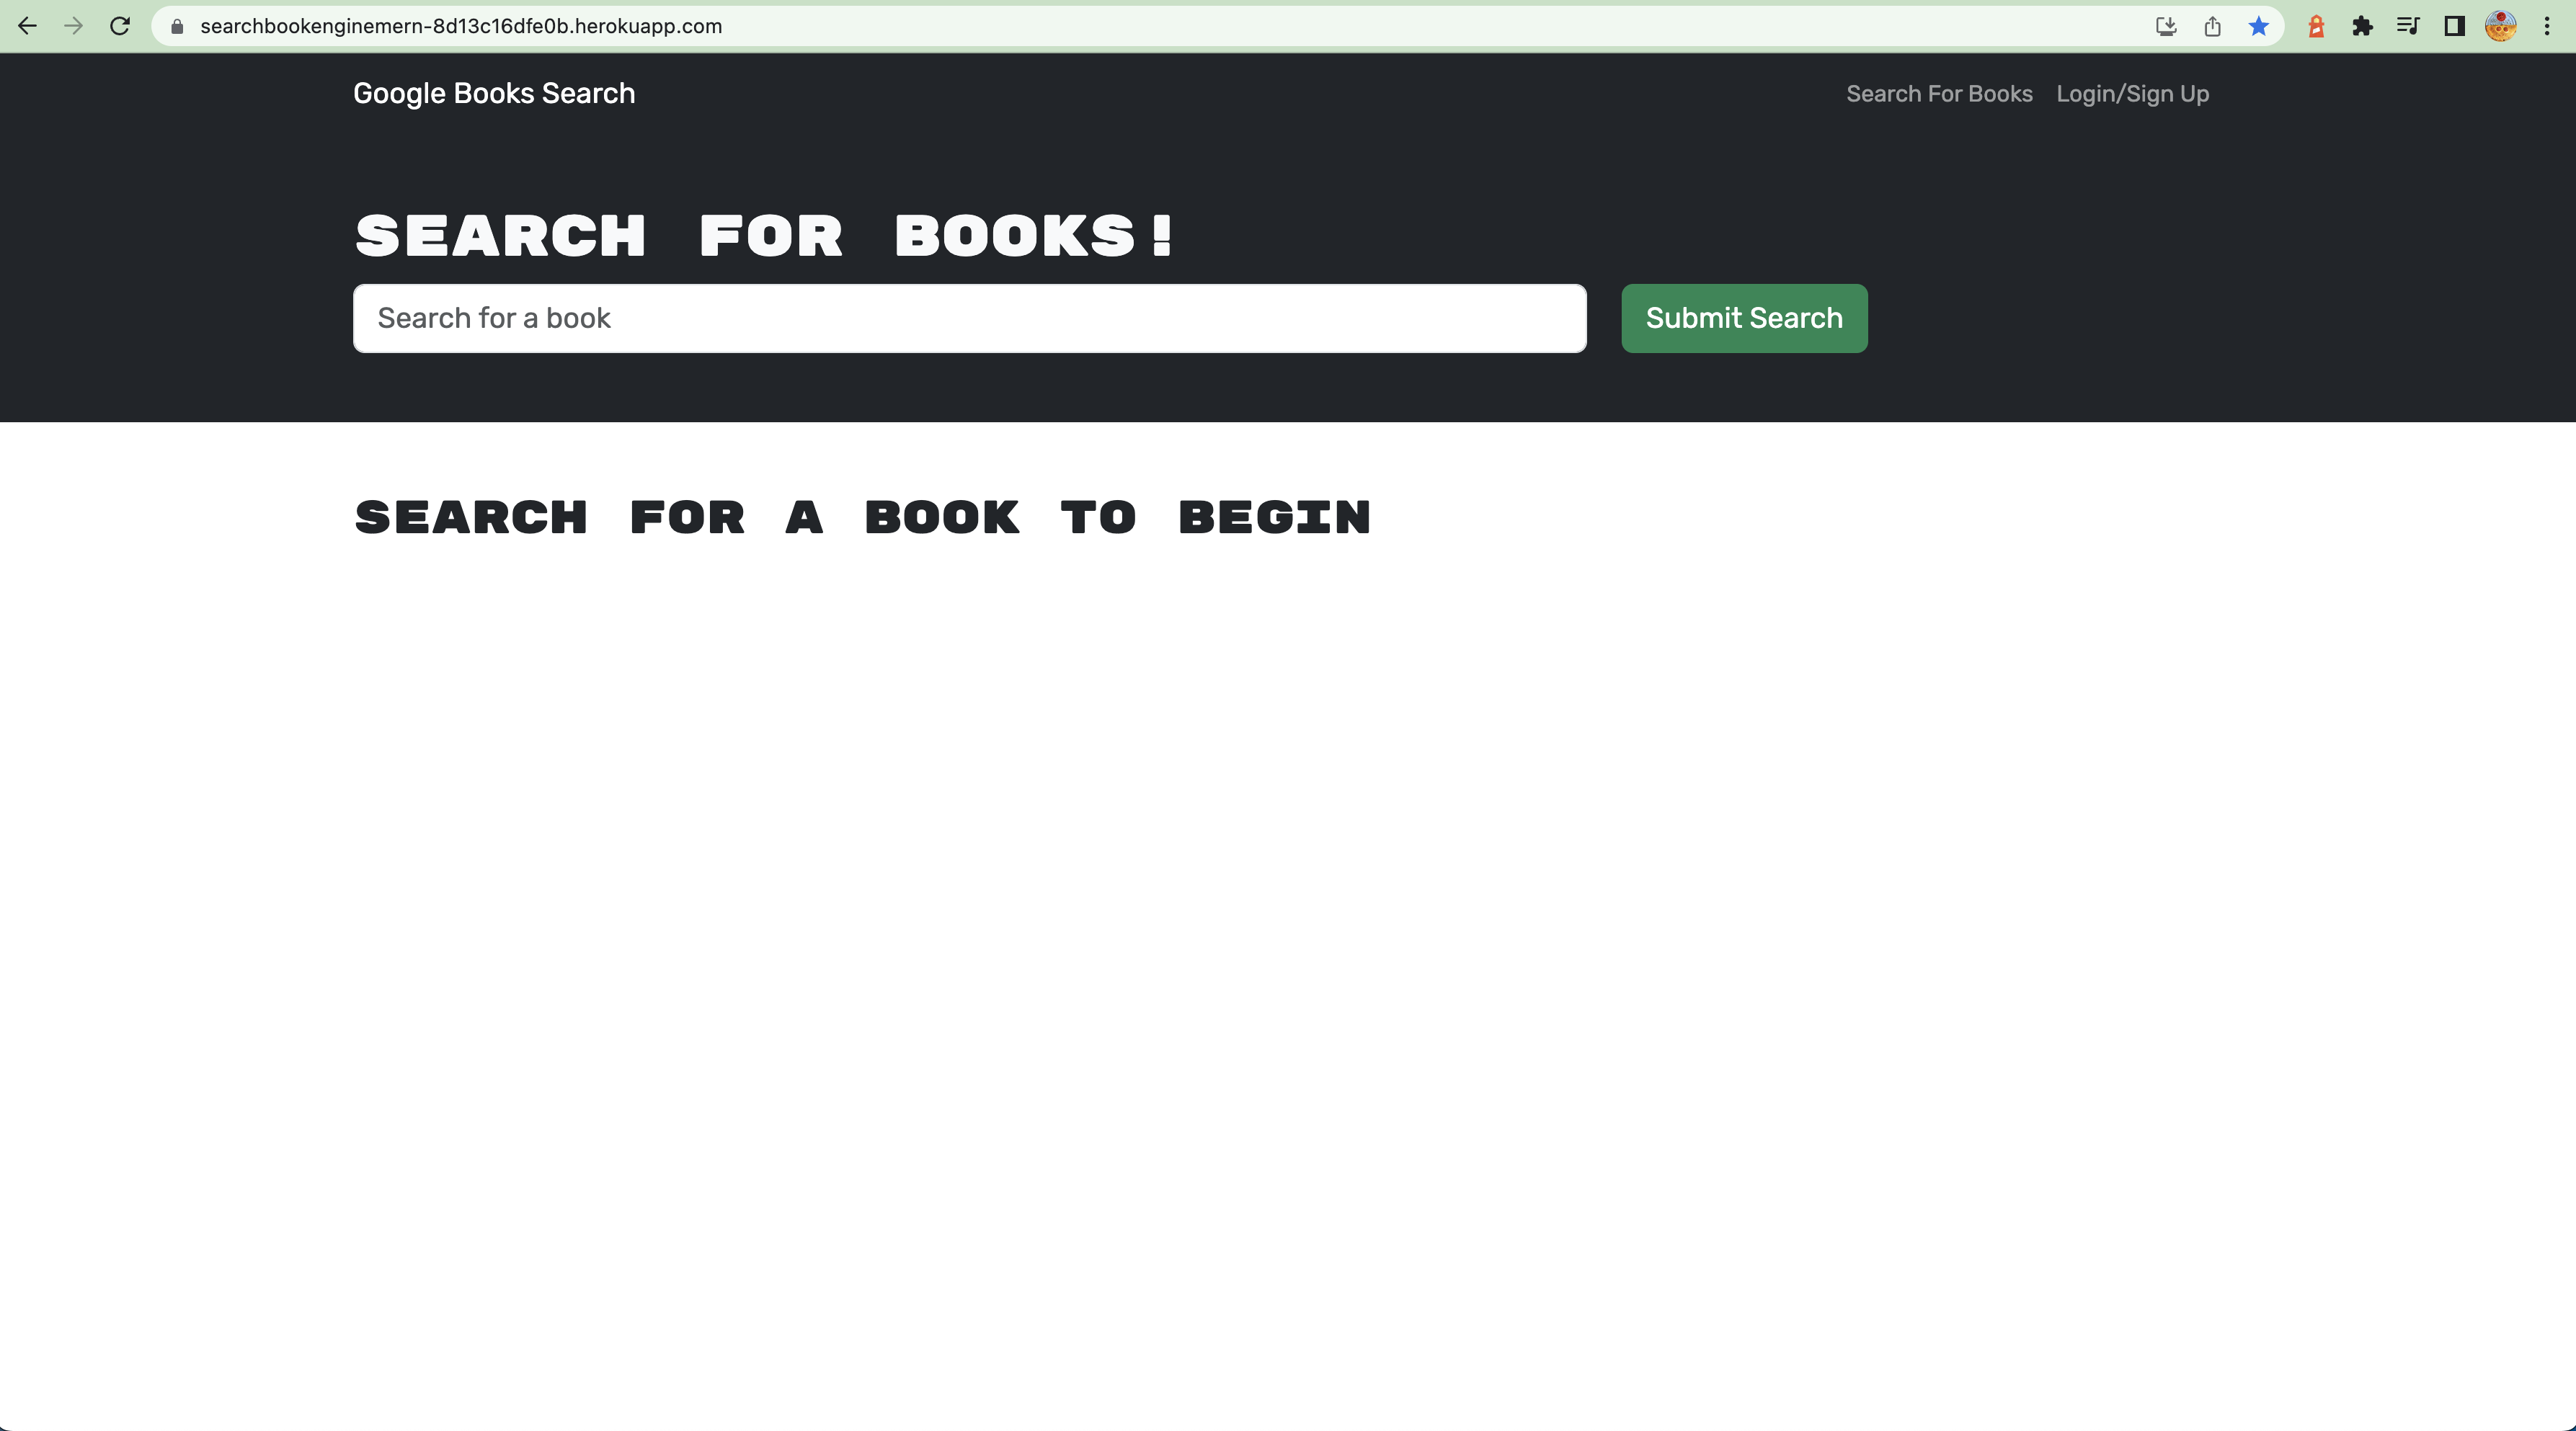 searchbookenginemern-8d13c16dfe0b.herokuapp.com
Google Books Search
Search For Books
Login/Sign Up
SEARCH FOR BOOKS!
Search for a book
Submit Search
SEARCH FOR A BOOK TO BEGIN